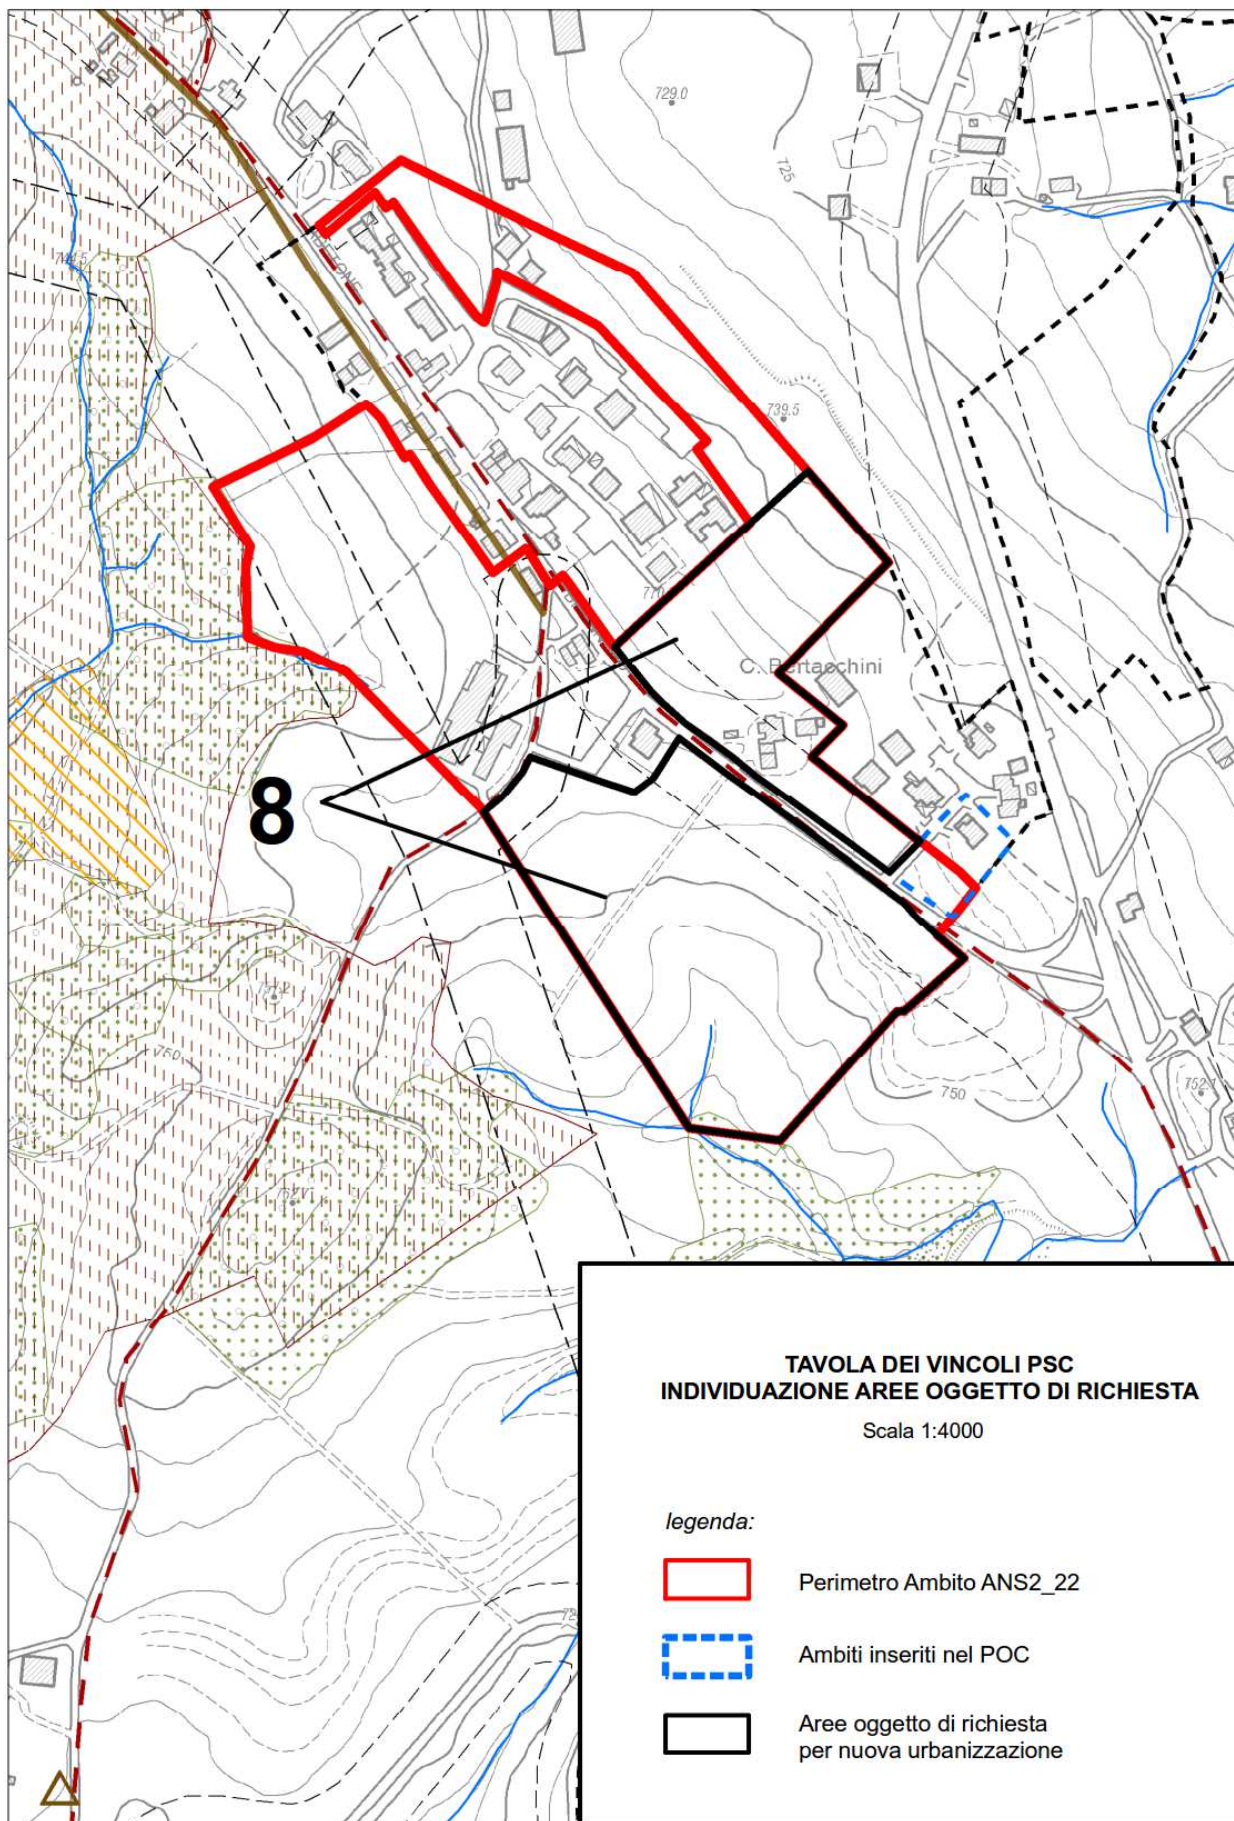 729.0
725
739.5
C. Bertacchini
8
750
750
752.1
TAVOLA DEI VINCOLI PSC
INDIVIDUAZIONE AREE OGGETTO DI RICHIESTA
Scala 1:4000
legenda:
Perimetro Ambito ANS2_22
Ambiti inseriti nel POC
Aree oggetto di richiesta
per nuova urbanizzazione